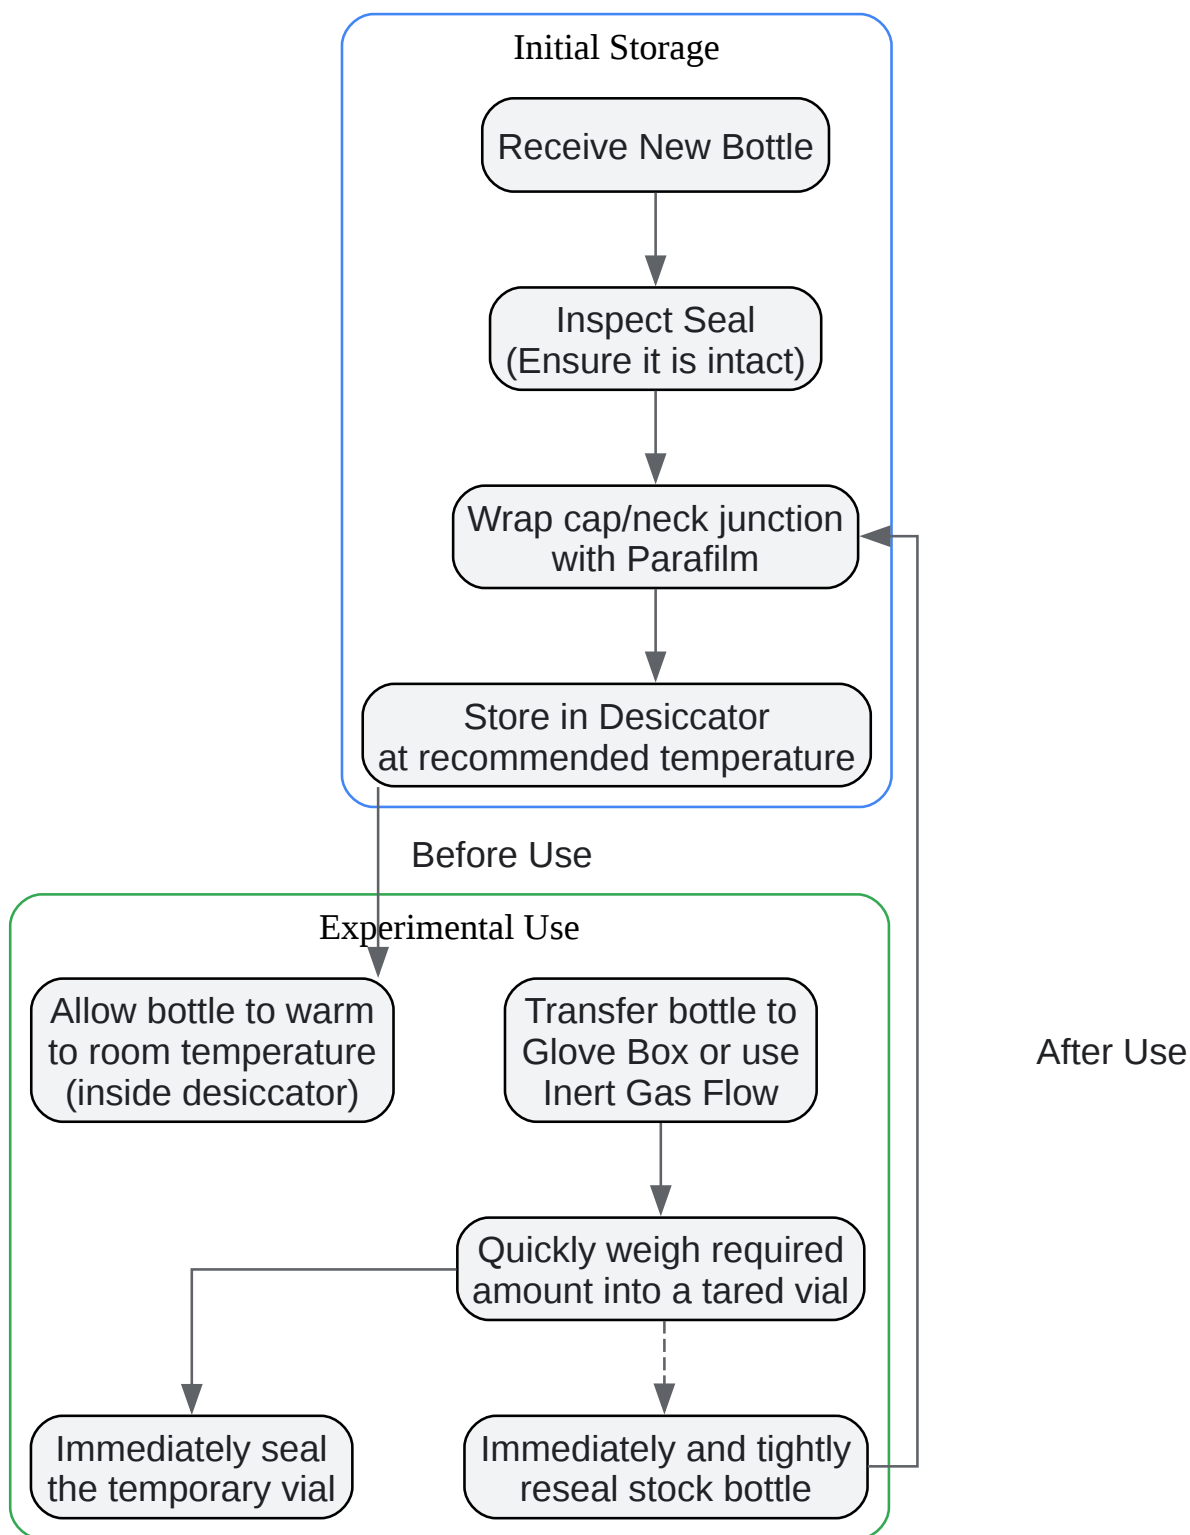 Initial Storage
Receive New Bottle
Inspect Seal
(Ensure it is intact)
Wrap cap/neck junction
with Parafilm
Store in Desiccator
at recommended temperature
Before Use
Experimental Use
Allow bottle to warm
to room temperature
(inside desiccator)
Transfer bottle to
Glove Box or use
Inert Gas Flow
After Use
Quickly weigh required
amount into a tared vial
Immediately seal
the temporary vial
Immediately and tightly
reseal stock bottle